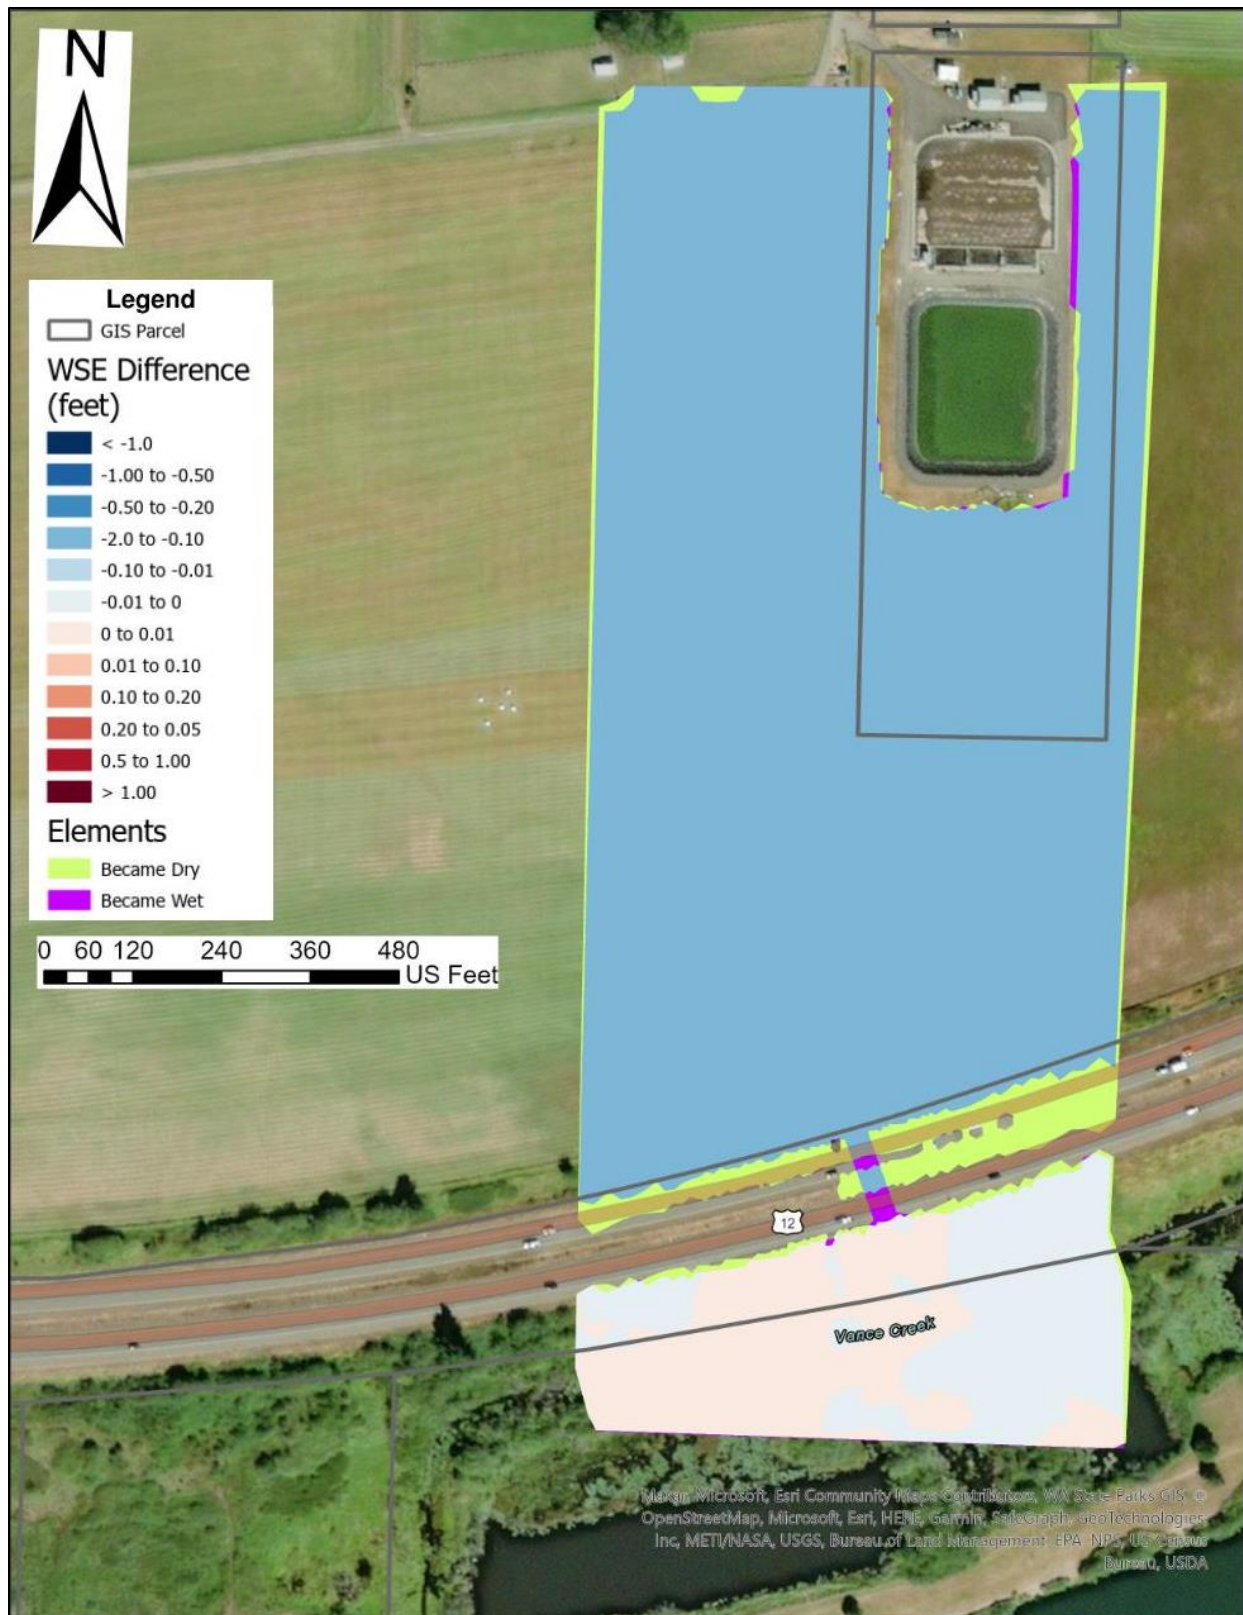 N
Legend
GIS Parcel
WSE Difference
(feet)
< -1.0
-1.00 to -0.50
-0.50 to -0.20
-2.0 to -0.10
-0.10 to -0.01
-0.01 to 0
0 to 0.01
0.01 to 0.10
0.10 to 0.20
0.20 to 0.05
0.5 to 1.00
> 1.00
Elements
Became Dry
Became Wet
0 60 120 240 360 480
US Feet
12
Vance Creek
Maxar, Microsoft, Esri Community Maps Contributors, WA State Parks GIS, ©
OpenStreetMap, Microsoft, Esri, HERE, Garmin, SafeGraph, GeoTechnologies,
Inc, METI/NASA, USGS, Bureau of Land Management, EPA, NPS, US Census
Bureau, USDA